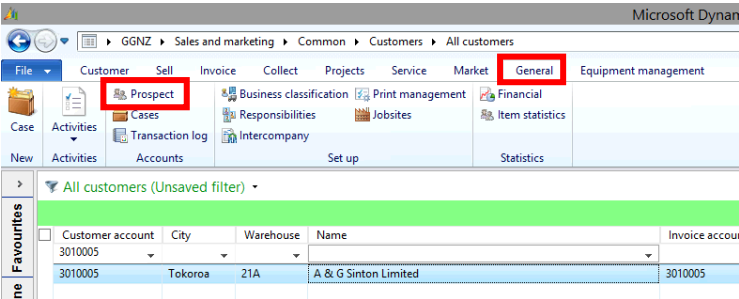 Microsoft Dynam
GGNZ Sales and marketing Common Customers All customers
File Customer Sell Invoice Collect Projects Service Market General Equipment management
Case
New
Activities
Activities
Prospect
Cases
Transaction log
Accounts
Business classification Print management
Responsibilities Jobsites
Intercompany
Set up
Financial
Item statistics
Statistics
All customers (Unsaved filter)
Favourites
ne
Customer account City Warehouse Name Invoice accou
3010005
3010005 Tokoroa 21A A & G Sinton Limited 3010005